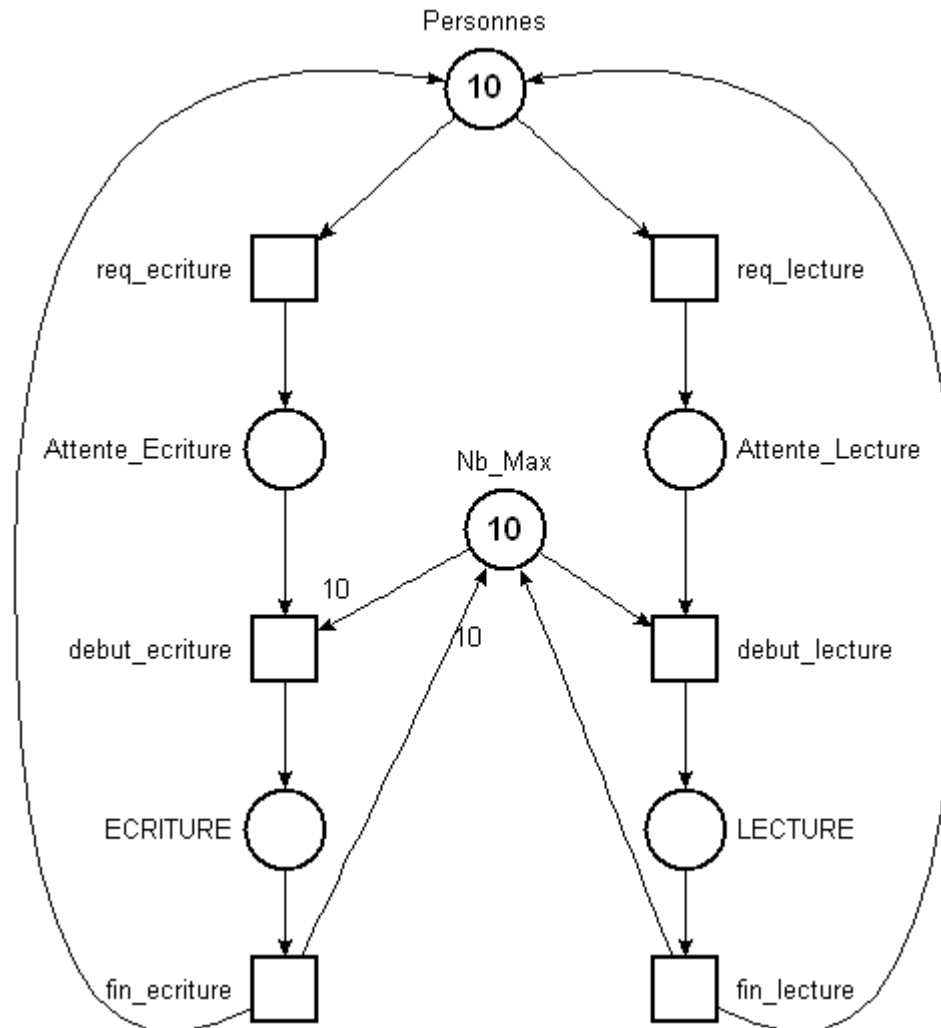 Personnes
10
req_ecriture
req_lecture
Attente_Ecriture
Attente_Lecture
Nb_Max
10
10
10
debut_ecriture
debut_lecture
ECRITURE
LECTURE
fin_ecriture
fin_lecture